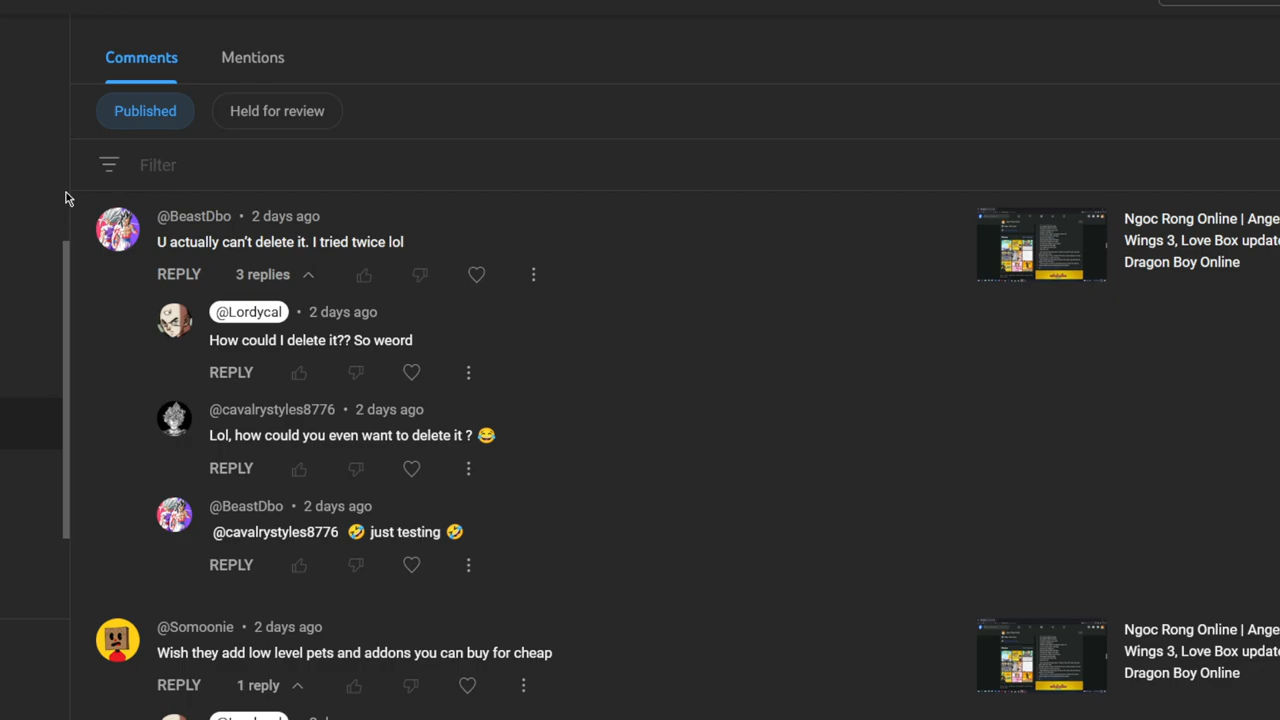 Comments Mentions
Published Held for review
Filter
@BeastDbo • 2 days ago
U actually can't delete it. I tried twice lol
REPLY 3 replies
Ngoc Rong Online | Ange
Wings 3, Love Box update
Dragon Boy Online
@Lordycal • 2 days ago
How could I delete it?? So weord
REPLY
@cavalrystyles8776 • 2 days ago
Lol, how could you even want to delete it ? 😂
REPLY
@BeastDbo • 2 days ago
@cavalrystyles8776 🤣 just testing 🤣
REPLY
@Somoonie • 2 days ago
Wish they add low level pets and addons you can buy for cheap
REPLY 1 reply
Ngoc Rong Online | Ange
Wings 3, Love Box update
Dragon Boy Online